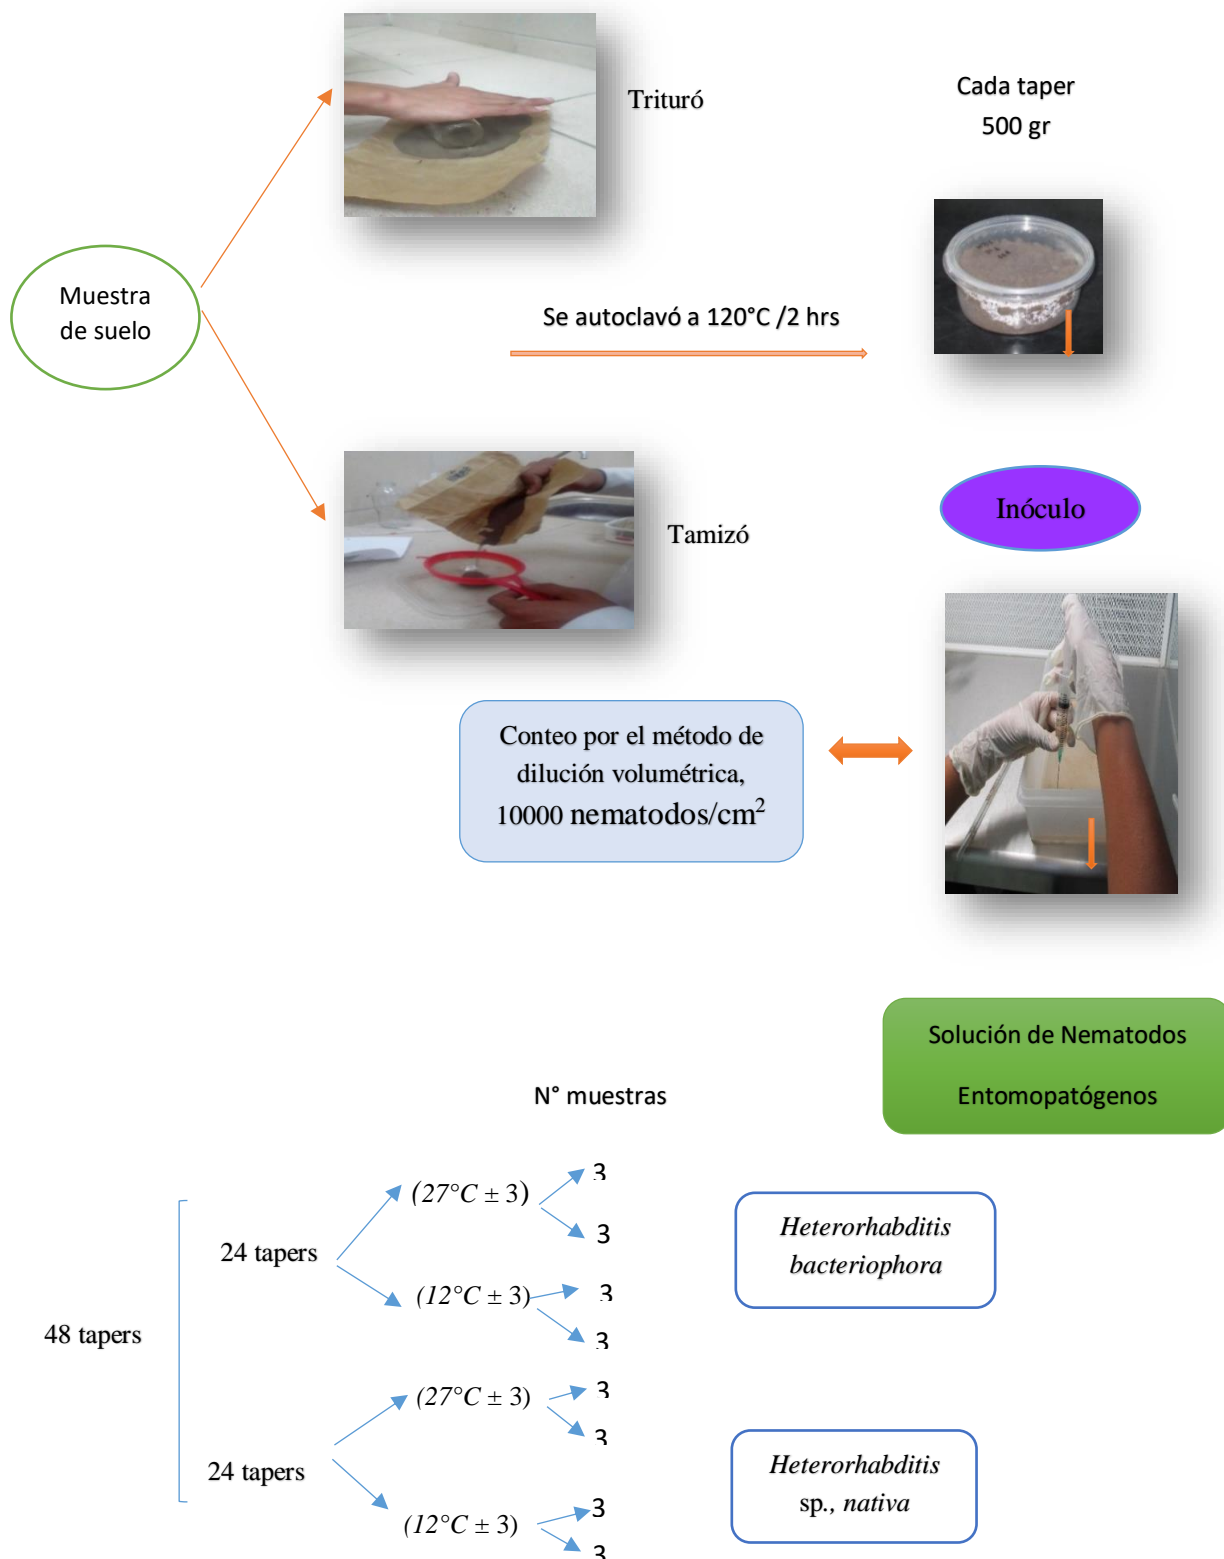 Trituró
Cada taper
500 gr
Muestra
de suelo
Se autoclavó a 120°C /2 hrs
Tamizó
Inóculo
Conteo por el método de
dilución volumétrica,
10000 nematodos/cm²
Solución de Nematodos
Entomopatógenos
N° muestras
48 tapers
24 tapers
(27°C ± 3)
3
3
(12°C ± 3)
3
3
Heterorhabditis
bacteriophora
24 tapers
(27°C ± 3)
3
3
(12°C ± 3)
3
3
Heterorhabditis
sp., nativa